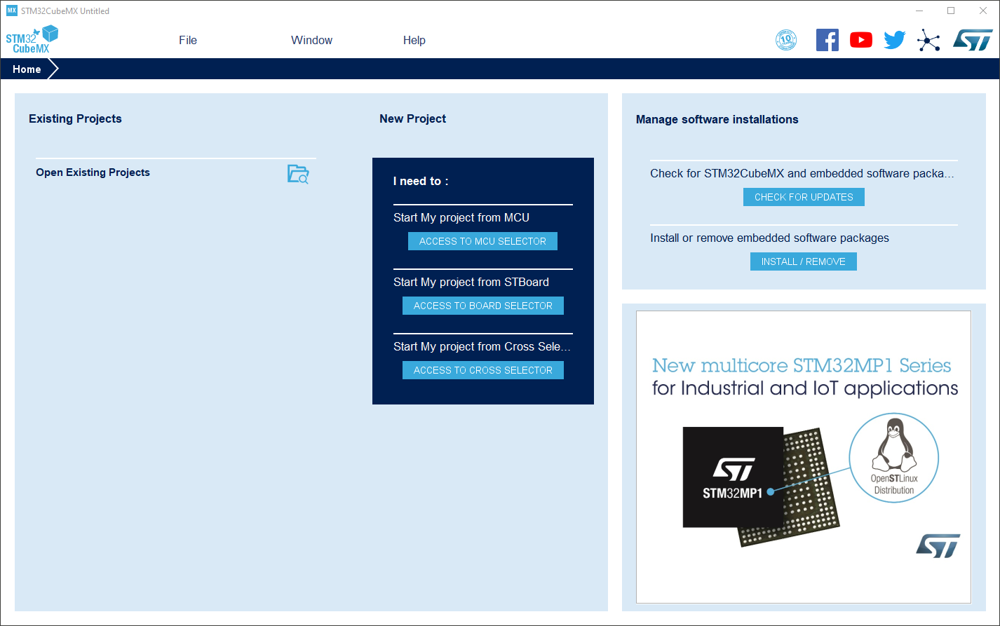 MX STM32CubeMX Untitled
STM32
CubeMX
File
Window
Help
10
ST
Home
Existing Projects
Open Existing Projects
New Project
I need to :
Start My project from MCU
ACCESS TO MCU SELECTOR
Start My project from STBoard
ACCESS TO BOARD SELECTOR
Start My project from Cross Sele...
ACCESS TO CROSS SELECTOR
Manage software installations
Check for STM32CubeMX and embedded software packa...
CHECK FOR UPDATES
Install or remove embedded software packages
INSTALL / REMOVE
New multicore STM32MP1 Series
for Industrial and IoT applications
ST
STM32MP1
OpenSTLinux
Distribution
ST